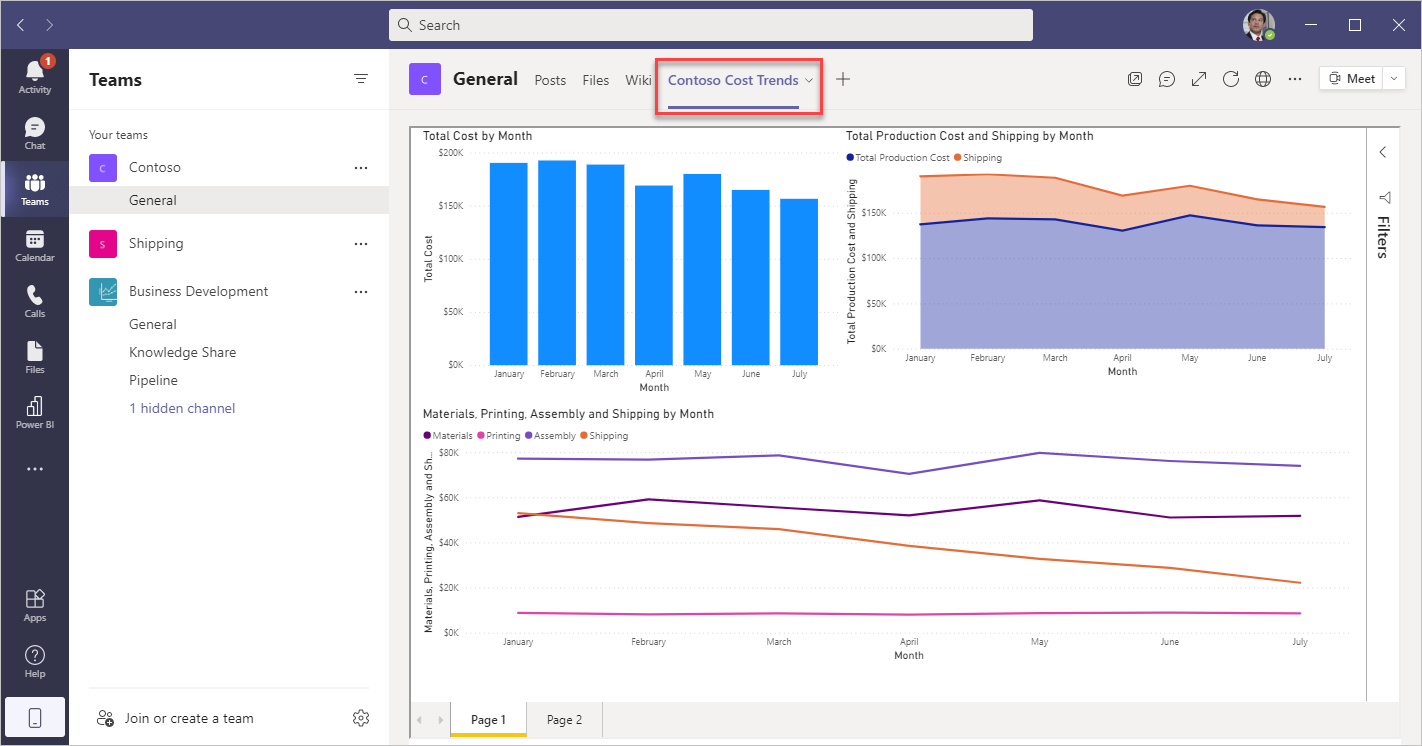 Search
1
Activity
Chat
Teams
Calendar
Calls
Files
Power BI
Apps
Help
Teams
Your teams
C Contoso
General
S Shipping
Business Development
General
Knowledge Share
Pipeline
1 hidden channel
Join or create a team
C General Posts Files Wiki Contoso Cost Trends
Meet
Total Cost by Month
Total Cost
$200K
$150K
$100K
$50K
$0K
January February March April May June July
Month
Total Production Cost and Shipping by Month
Total Production Cost Shipping
Total Production Cost and Shipping
$150K
$100K
$50K
$0K
January February March April May June July
Month
Materials, Printing, Assembly and Shipping by Month
Materials Printing Assembly Shipping
Materials, Printing, Assembly and Sh...
$80K
$60K
$40K
$20K
$0K
January February March April May June July
Month
Filters
Page 1 Page 2